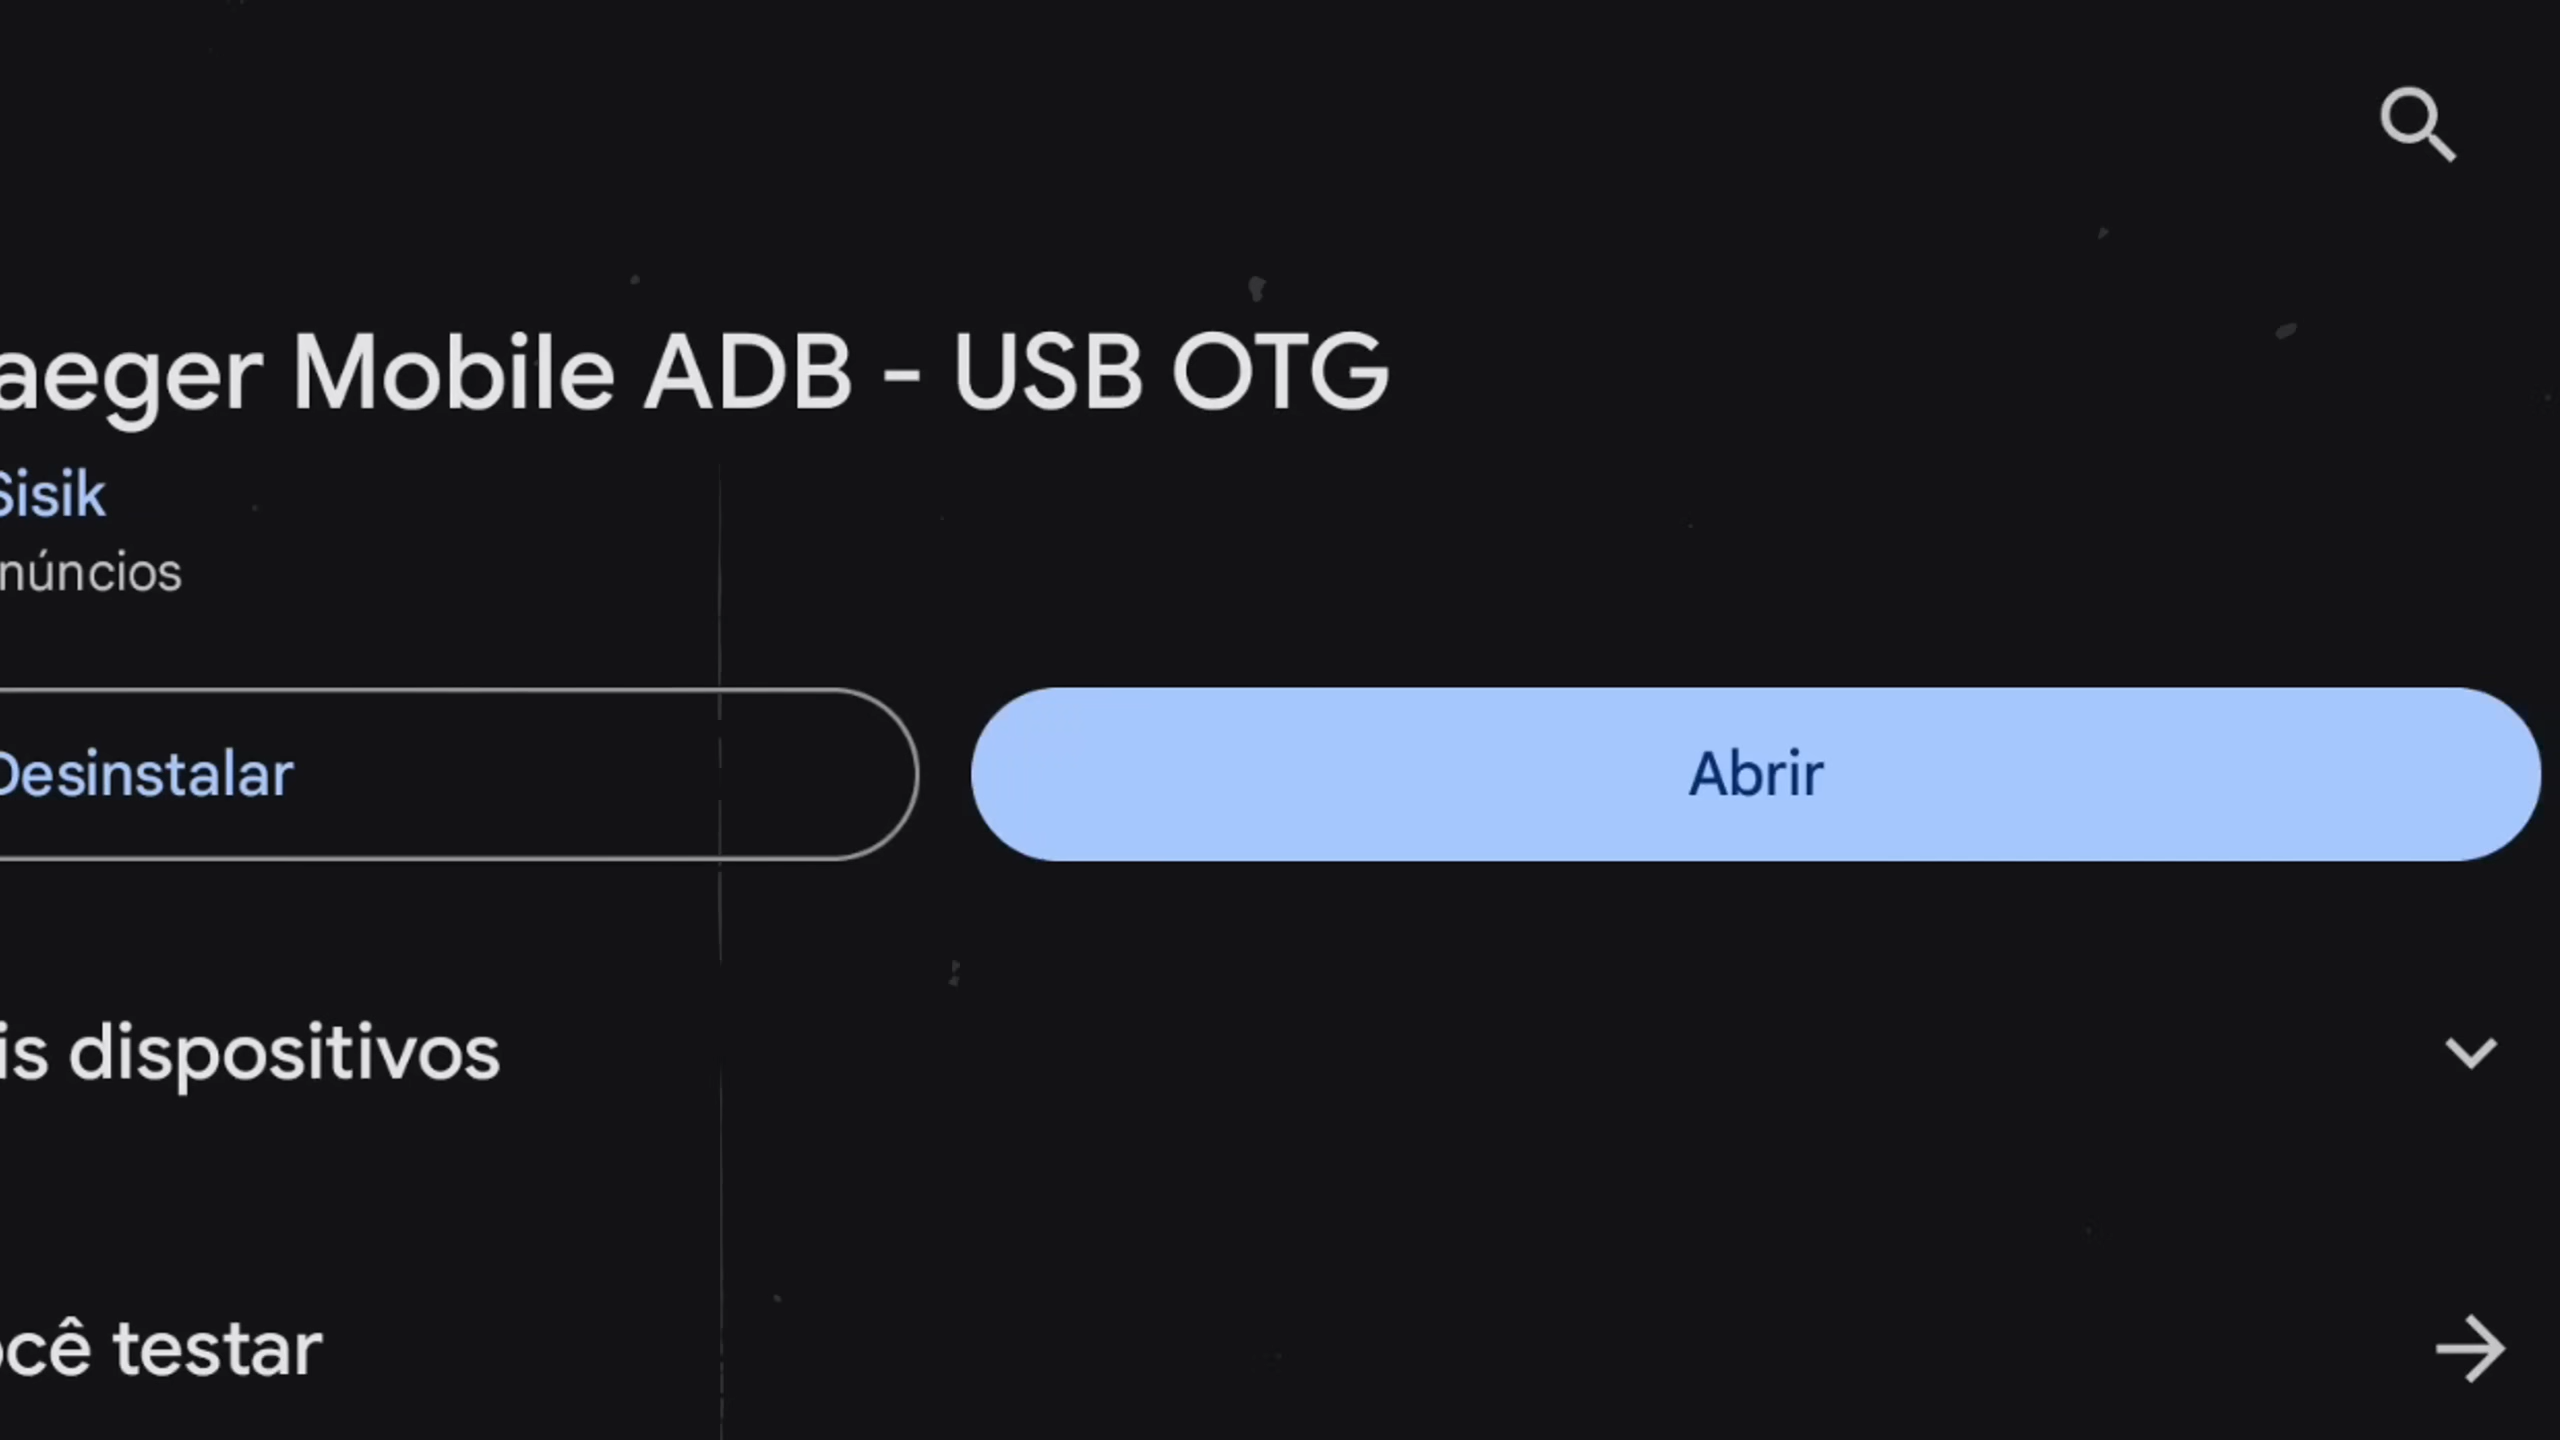 aeger Mobile ADB - USB OTG
Sisik
núncios
Desinstalar
Abrir
is dispositivos
ocê testar